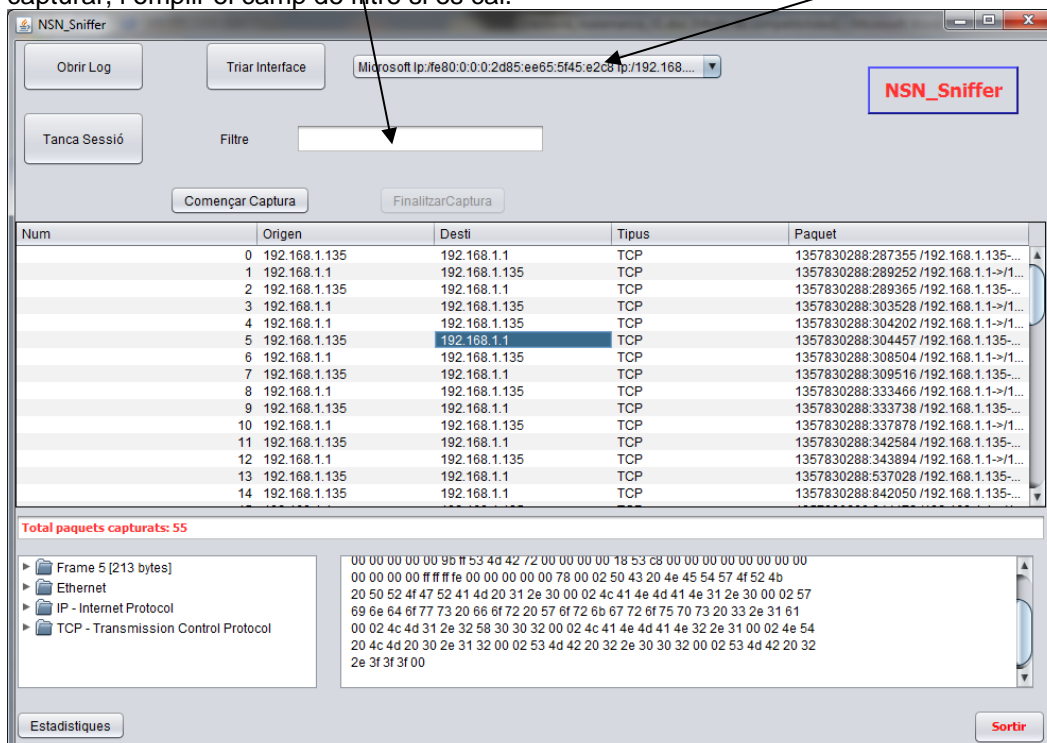 capturar, i omplir el camp de filtre si es cal.
NSN_Sniffer
Obrir Log
Triar Interface
Microsoft Ip:/fe80:0:0:0:2d85:ee65:5f45:e2c8 Ip:/192.168....
NSN_Sniffer
Tanca Sessió
Filtre
Començar Captura
FinalitzarCaptura
Num Origen Desti Tipus Paquet
0 192.168.1.135 192.168.1.1 TCP 1357830288:287355 /192.168.1.135-...
1 192.168.1.1 192.168.1.135 TCP 1357830288:289252 /192.168.1.1->/1...
2 192.168.1.135 192.168.1.1 TCP 1357830288:289365 /192.168.1.135-...
3 192.168.1.1 192.168.1.135 TCP 1357830288:303528 /192.168.1.1->/1...
4 192.168.1.1 192.168.1.135 TCP 1357830288:304202 /192.168.1.1->/1...
5 192.168.1.135 192.168.1.1 TCP 1357830288:304457 /192.168.1.135-...
6 192.168.1.1 192.168.1.135 TCP 1357830288:308504 /192.168.1.1->/1...
7 192.168.1.135 192.168.1.1 TCP 1357830288:309516 /192.168.1.135-...
8 192.168.1.1 192.168.1.135 TCP 1357830288:333466 /192.168.1.1->/1...
9 192.168.1.135 192.168.1.1 TCP 1357830288:333738 /192.168.1.135-...
10 192.168.1.1 192.168.1.135 TCP 1357830288:337878 /192.168.1.1->/1...
11 192.168.1.135 192.168.1.1 TCP 1357830288:342584 /192.168.1.135-...
12 192.168.1.1 192.168.1.135 TCP 1357830288:343894 /192.168.1.1->/1...
13 192.168.1.135 192.168.1.1 TCP 1357830288:537028 /192.168.1.135-...
14 192.168.1.135 192.168.1.1 TCP 1357830288:842050 /192.168.1.135-...
Total paquets capturats: 55
Frame 5 [213 bytes]
Ethernet
IP - Internet Protocol
TCP - Transmission Control Protocol
00 00 00 00 00 9b ff 53 4d 42 72 00 00 00 00 18 53 c8 00 00 00 00 00 00 00 00
00 00 00 00 ff ff ff fe 00 00 00 00 00 78 00 02 50 43 20 4e 45 54 57 4f 52 4b
20 50 52 4f 47 52 41 4d 20 31 2e 30 00 02 4c 41 4e 4d 41 4e 31 2e 30 00 02 57
69 6e 64 6f 77 73 20 66 6f 72 20 57 6f 72 6b 67 72 6f 75 70 73 20 33 2e 31 61
00 02 4c 4d 31 2e 32 58 30 30 32 00 02 4c 41 4e 4d 41 4e 32 2e 31 00 02 4e 54
20 4c 4d 20 30 2e 31 32 00 02 53 4d 42 20 32 2e 30 30 32 00 02 53 4d 42 20 32
2e 3f 3f 3f 00
Estadistiques
Sortir